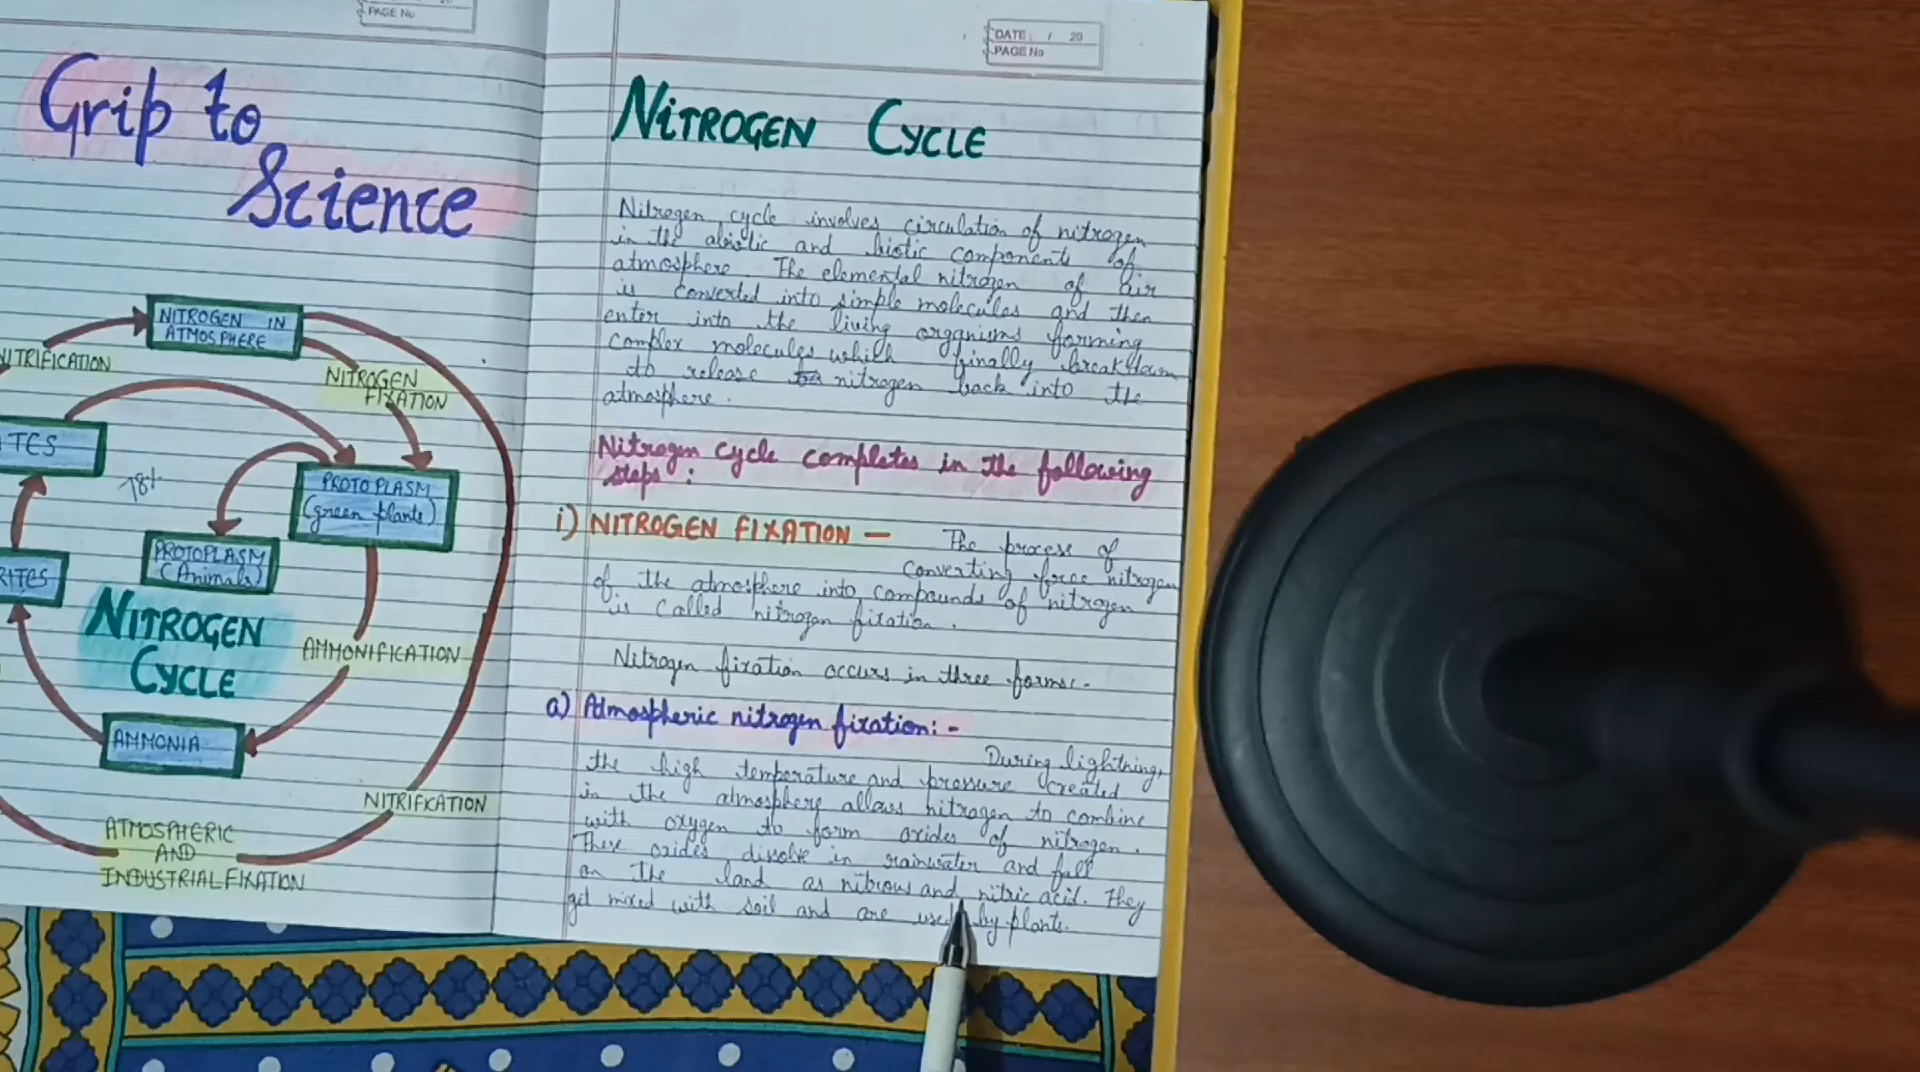 PAGE No
Grip to
Science
NITROGEN IN
ATMOSPHERE
NITRIFICATION
NITROGEN
FIXATION
TES
78%
PROTOPLASM
(green plants)
PROTOPLASM
(Animals)
RITES
NITROGEN
CYCLE
AMMONIFICATION
AMMONIA
NITRIFICATION
ATMOSPHERIC
AND
INDUSTRIAL FIXATION
DATE / 20
PAGE No
NITROGEN CYCLE
Nitrogen cycle involves circulation of nitrogen
in the abiotic and biotic components of
atmosphere. The elemental nitrogen of air
is converted into simple molecules and then
enter into the living organisms forming
complex molecules which finally breakdown
to release nitrogen back into the
atmosphere.
Nitrogen cycle completes in the following
steps:
i) NITROGEN FIXATION — The process of
converting free nitrogen
of the atmosphere into compounds of nitrogen
is called nitrogen fixation.
Nitrogen fixation occurs in three forms:-
a) Atmospheric nitrogen fixation:-
During lightning,
the high temperature and pressure created
in the atmosphere allows nitrogen to combine
with oxygen to form oxides of nitrogen.
These oxides dissolve in rainwater and fall
on the land as nitrous and nitric acid. They
get mixed with soil and are used by plants.